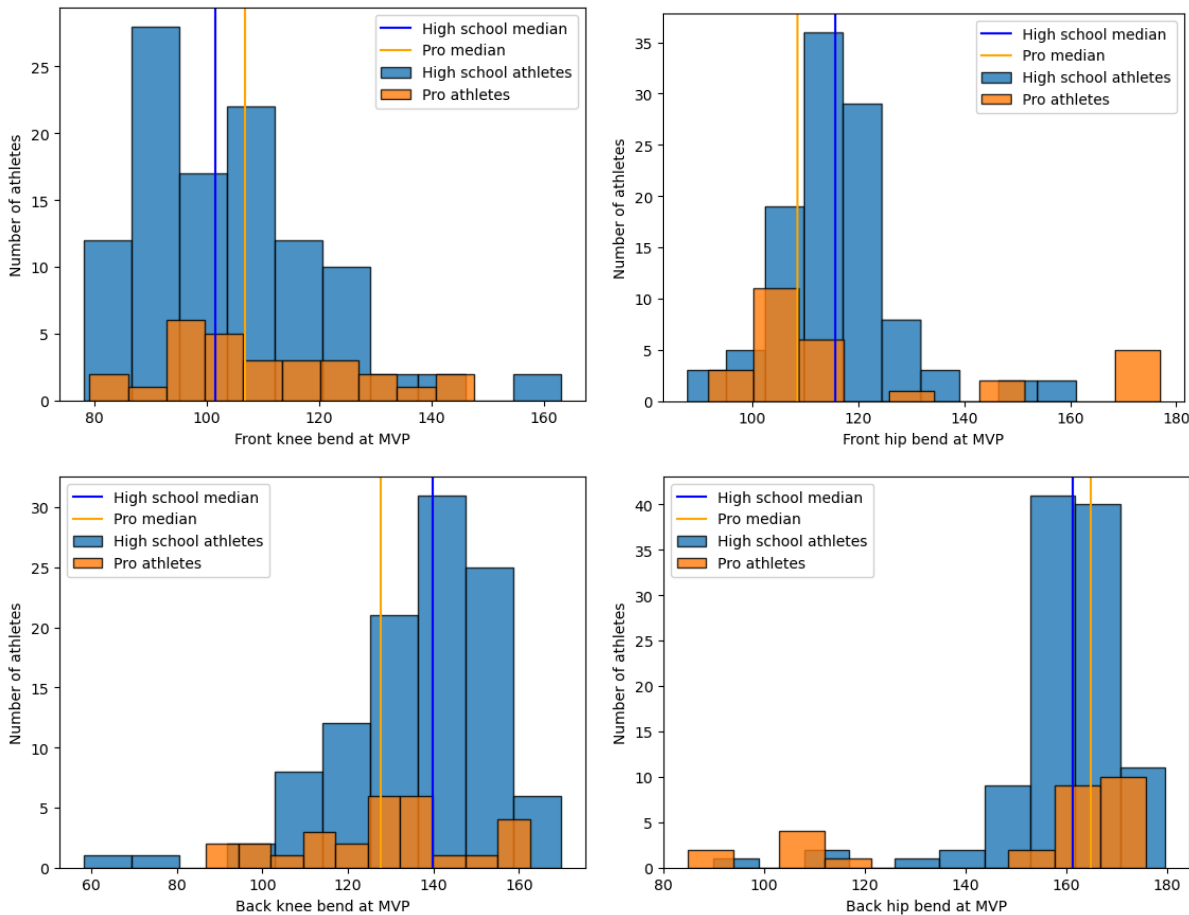 High school median
Pro median
High school athletes
Pro athletes
25
20
15
10
5
0
Number of athletes
80
100
120
140
160
Front knee bend at MVP
High school median
Pro median
High school athletes
Pro athletes
35
30
25
20
15
10
5
0
Number of athletes
100
120
140
160
180
Front hip bend at MVP
High school median
Pro median
High school athletes
Pro athletes
30
25
20
15
10
5
0
Number of athletes
60
80
100
120
140
160
Back knee bend at MVP
High school median
Pro median
High school athletes
Pro athletes
40
35
30
25
20
15
10
5
0
Number of athletes
80
100
120
140
160
180
Back hip bend at MVP